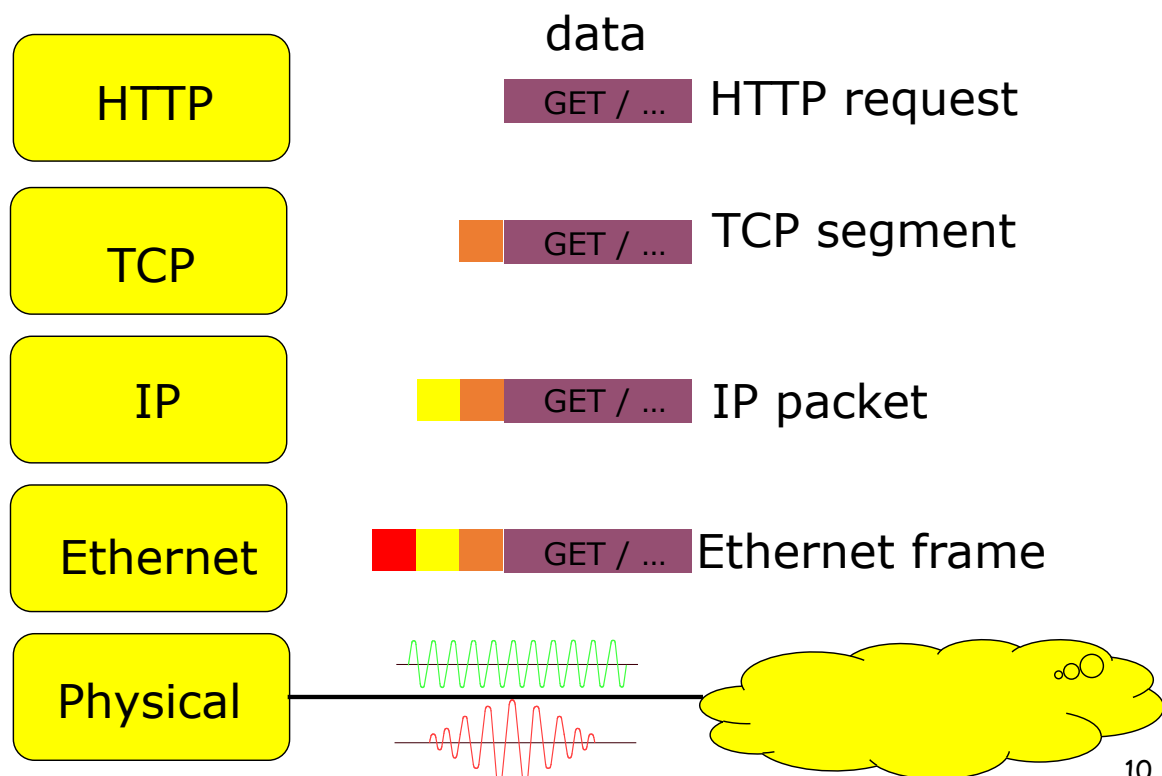 data
HTTP
GET / ...
HTTP request
TCP
GET / ...
TCP segment
IP
GET / ...
IP packet
Ethernet
GET / ...
Ethernet frame
Physical
10